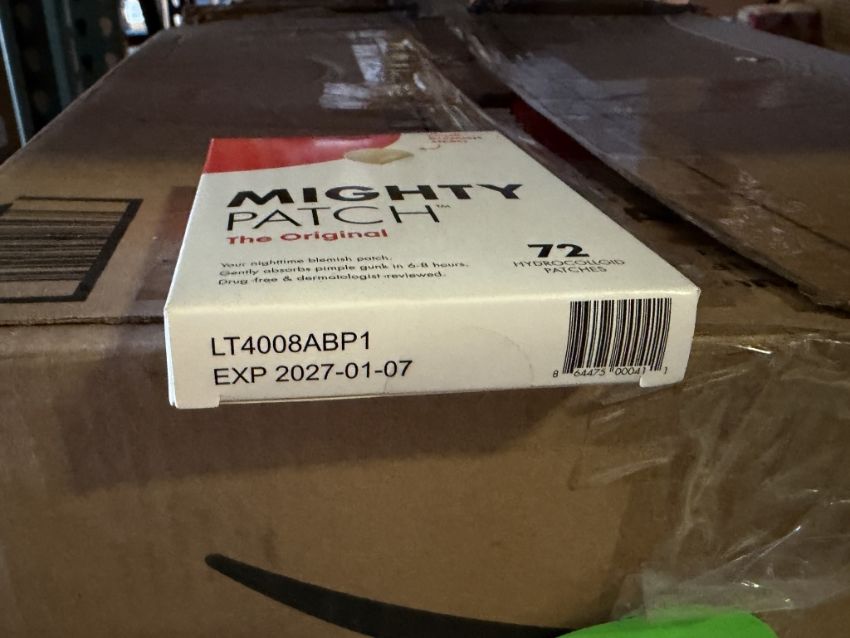 MIGHTY
PATCH™
The Original
Your nighttime blemish patch.
Gently absorbs pimple gunk in 6-8 hours.
Drug-free & dermatologist-reviewed.
72
HYDROCOLLOID
PATCHES
LT4008ABP1
EXP 2027-01-07
8 64475 00041 1